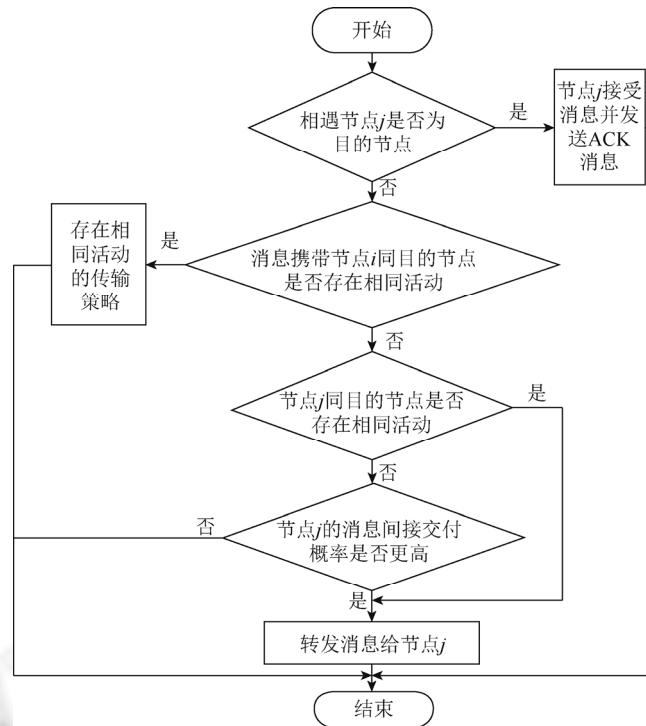 开始
相遇节点j是否为
目的节点
是
节点j接受
消息并发
送ACK
消息
否
存在相
同活动
的传输
策略
是
消息携带节点i同目的节点
是否存在相同活动
否
节点j同目的节点是否
存在相同活动
是
否
否
节点j的消息间接交付
概率是否更高
是
转发消息给节点j
结束